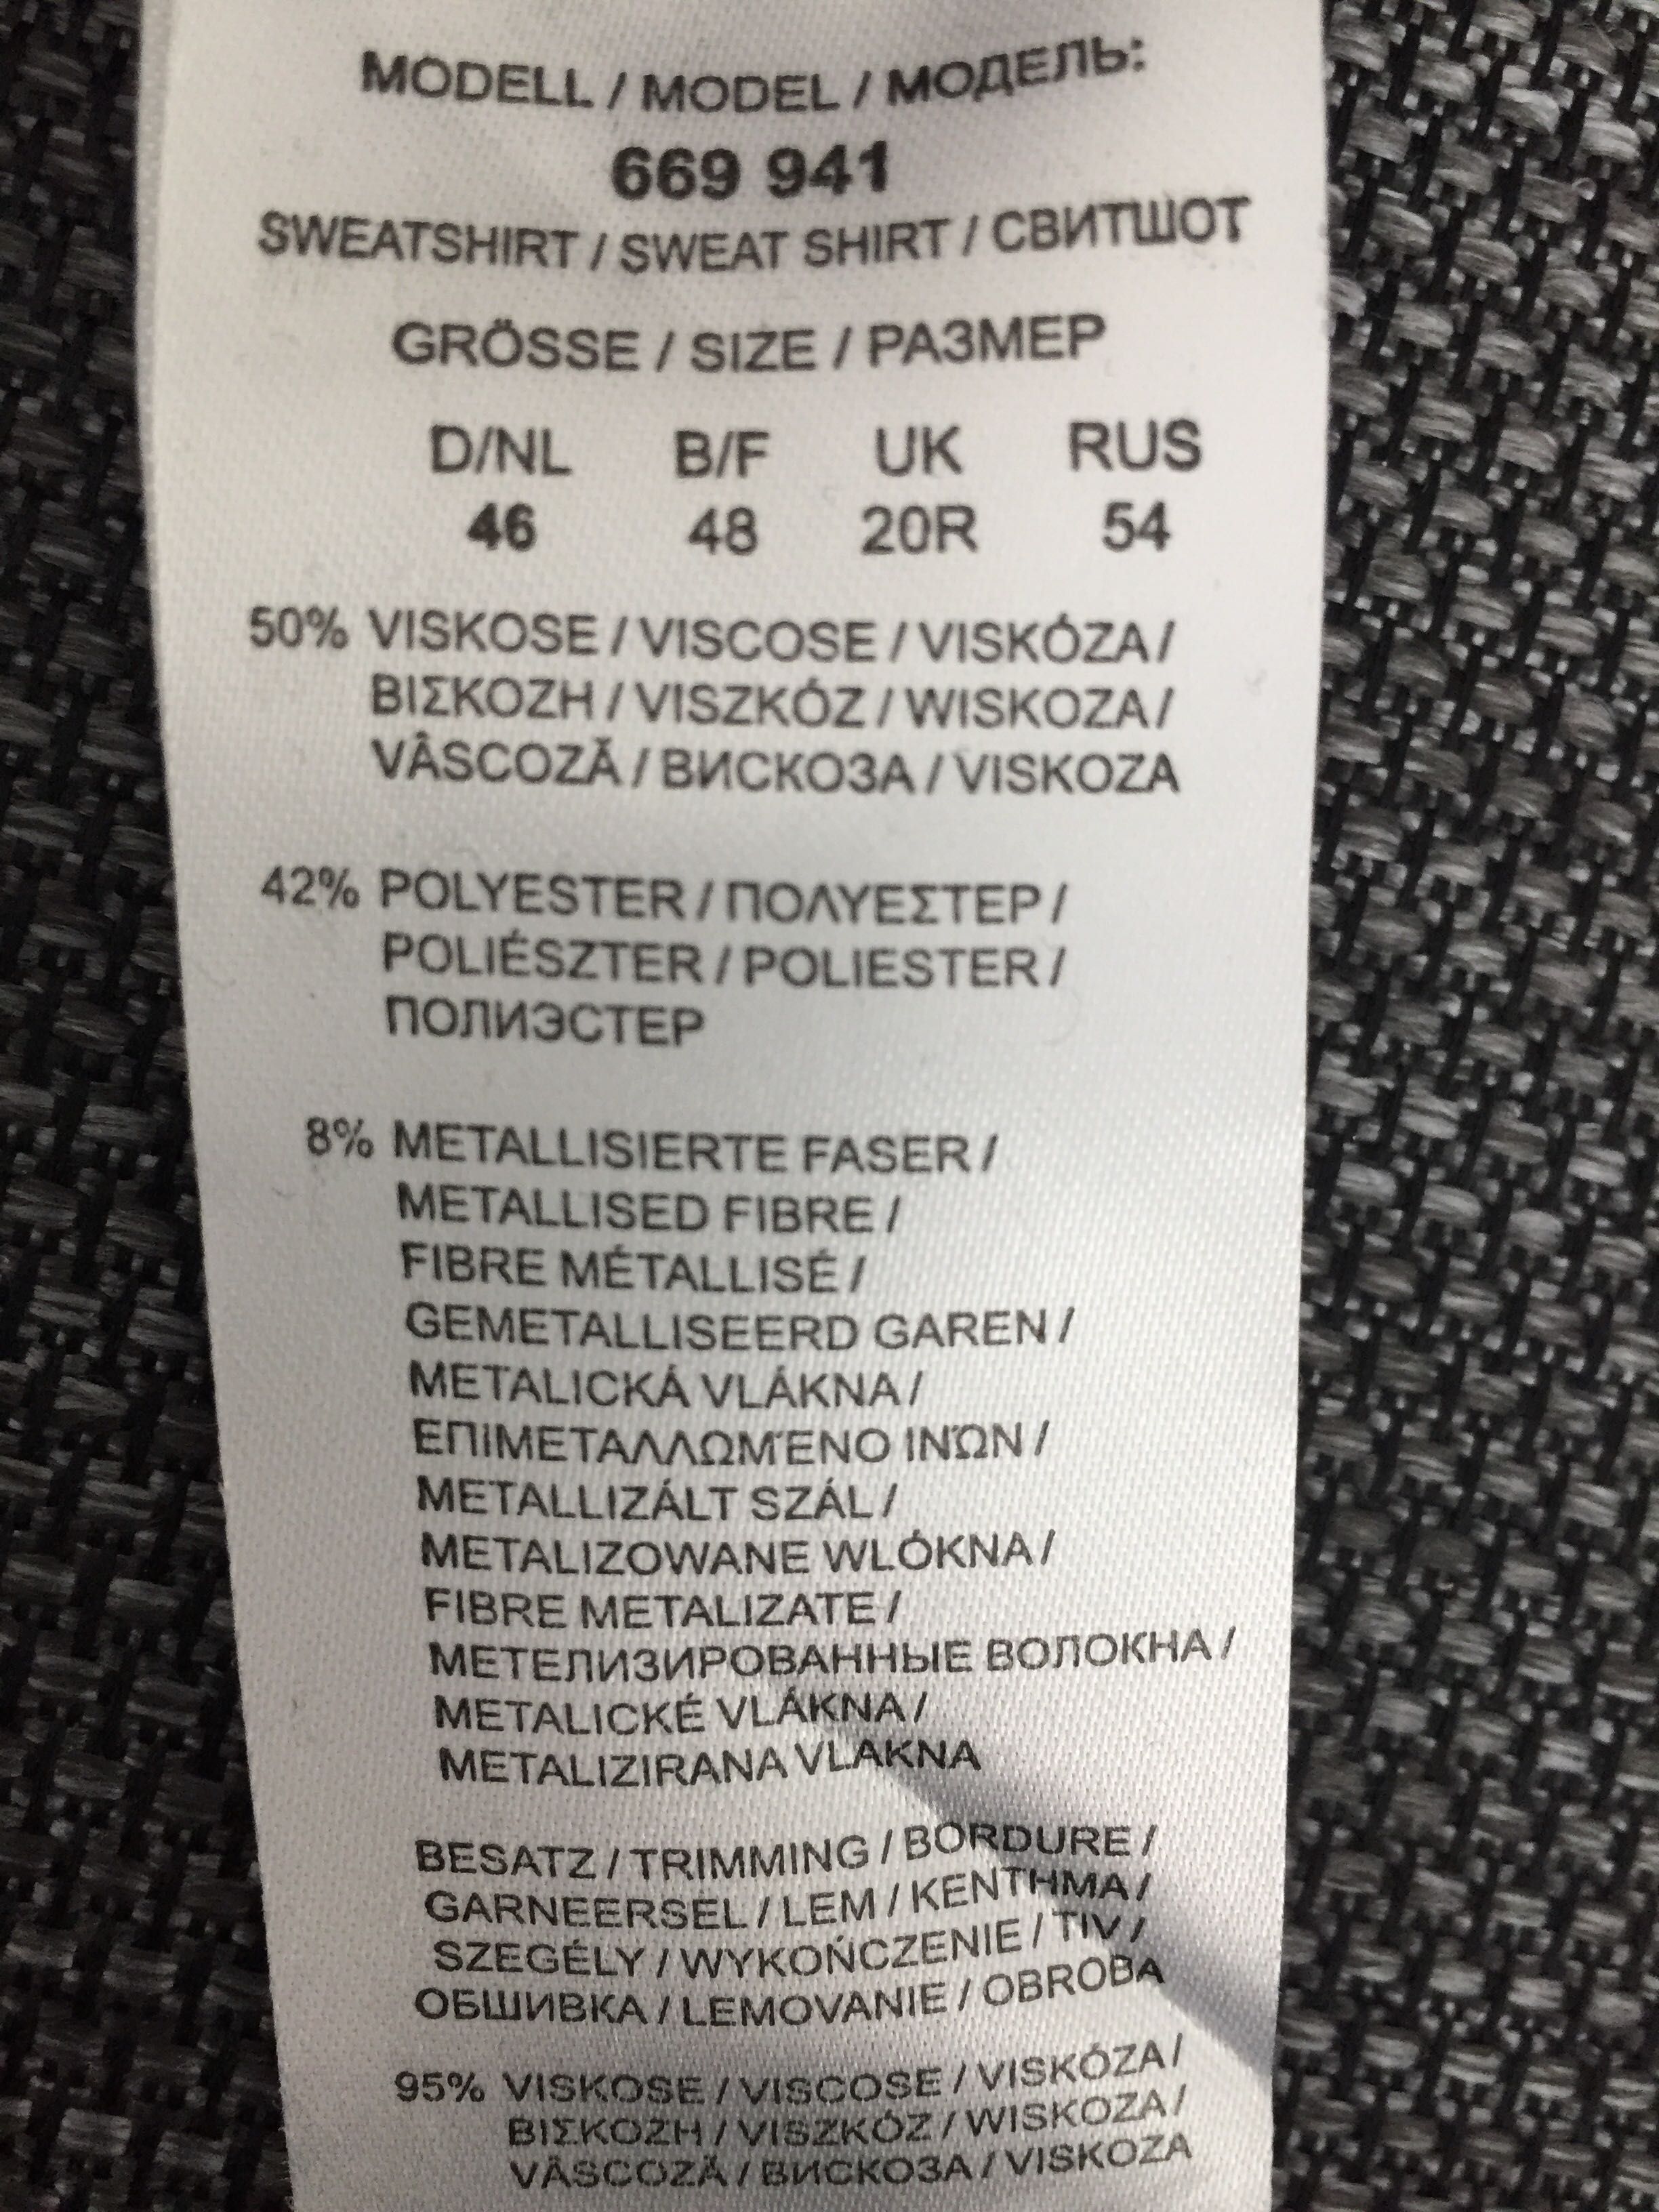 MODELL / MODEL / МОДЕЛЬ:
669 941
SWEATSHIRT / SWEAT SHIRT / СВИТШОТ
GRÖSSE / SIZE / РАЗМЕР
D/NL B/F UK RUS
46 48 20R 54
50% VISKOSE / VISCOSE / VISKÓZA /
ΒΙΣΚΟΖΗ / VISZKÓZ / WISKOZA /
VÂSCOZĂ / ВИСКОЗА / VISKOZA
42% POLYESTER / ΠΟΛΥΕΣΤΕΡ /
POLIÉSZTER / POLIESTER /
ПОЛИЭСТЕР
8% METALLISIERTE FASER /
METALLISED FIBRE /
FIBRE MÉTALLISÉ /
GEMETALLISEERD GAREN /
METALICKÁ VLÁKNA /
ΕΠΙΜΕΤΑΛΛΩΜΈΝΟ ΙΝΏΝ /
METALLIZÁLT SZÁL /
METALIZOWANE WLÓKNA /
FIBRE METALIZATE /
МЕТЕЛИЗИРОВАННЫЕ ВОЛОКНА /
METALICKÉ VLÁKNA /
METALIZIRANA VLAKNA
BESATZ / TRIMMING / BORDURE /
GARNEERSEL / LEM / ΚΕΝΤΗΜΑ /
SZEGÉLY / WYKOŃCZENIE / TIV /
ОБШИВКА / LEMOVANIE / OBROBA
95% VISKOSE / VISCOSE / VISKÓZA /
ΒΙΣΚΟΖΗ / VISZKÓZ / WISKOZA /
VÂSCOZĂ / ВИСКОЗА / VISKOZA